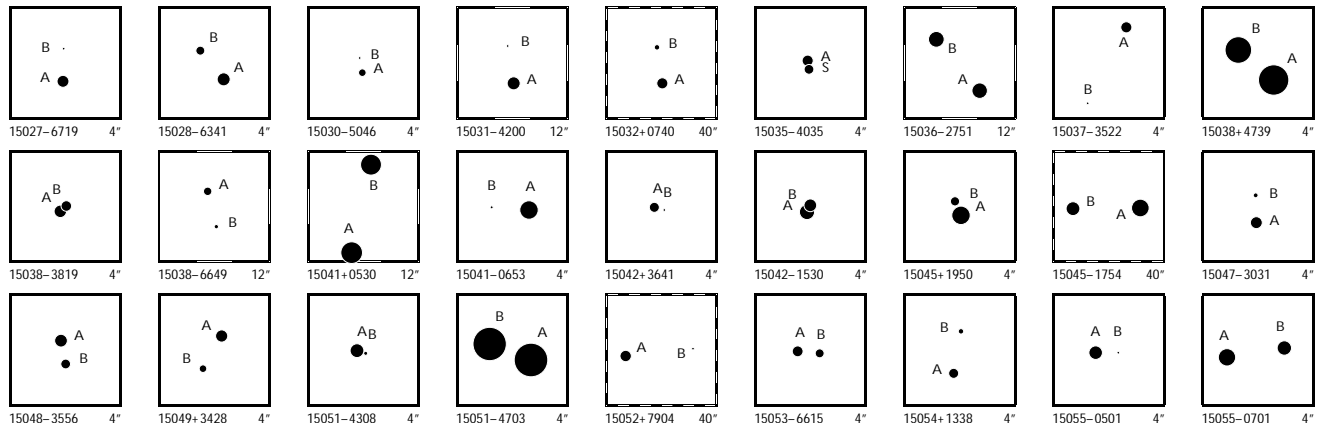 B B B B B A B A B
A A A A A S A B A
15027–6719 4″ 15028–6341 4″ 15030–5046 4″ 15031–4200 12″ 15032+0740 40″ 15035–4035 4″ 15036–2751 12″ 15037–3522 4″ 15038+4739 4″
A B A B A B B B B
B A A A B A A A A
15038–3819 4″ 15038–6649 12″ 15041+0530 12″ 15041–0653 4″ 15042+3641 4″ 15042–1530 4″ 15045+1950 4″ 15045–1754 40″ 15047–3031 4″
A A A B B A A B B A B A B
B B B A A
15048–3556 4″ 15049+3428 4″ 15051–4308 4″ 15051–4703 4″ 15052+7904 40″ 15053–6615 4″ 15054+1338 4″ 15055–0501 4″ 15055–0701 4″